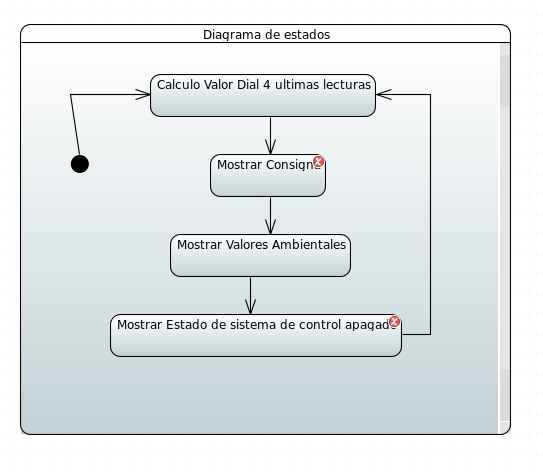 Diagrama de estados
Calculo Valor Dial 4 ultimas lecturas
Mostrar Consigna
Mostrar Valores Ambientales
Mostrar Estado de sistema de control apagado